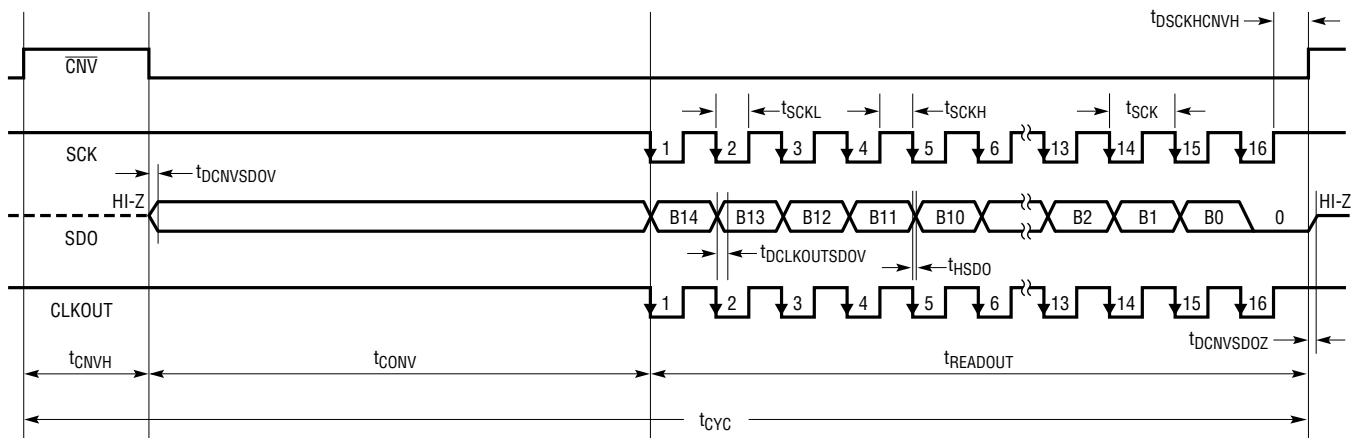 tDSCKHCNVH
CNV
tSCKL
tSCKH
tSCK
SCK
1 2 3 4 5 6 13 14 15 16
tDCNVSDOV
HI-Z
HI-Z
SDO
B14 B13 B12 B11 B10 B2 B1 B0 0
tDCLKOUTSDOV
tHSDO
CLKOUT
1 2 3 4 5 6 13 14 15 16
tDCNVSDOZ
tCNVH
tCONV
tREADOUT
tCYC